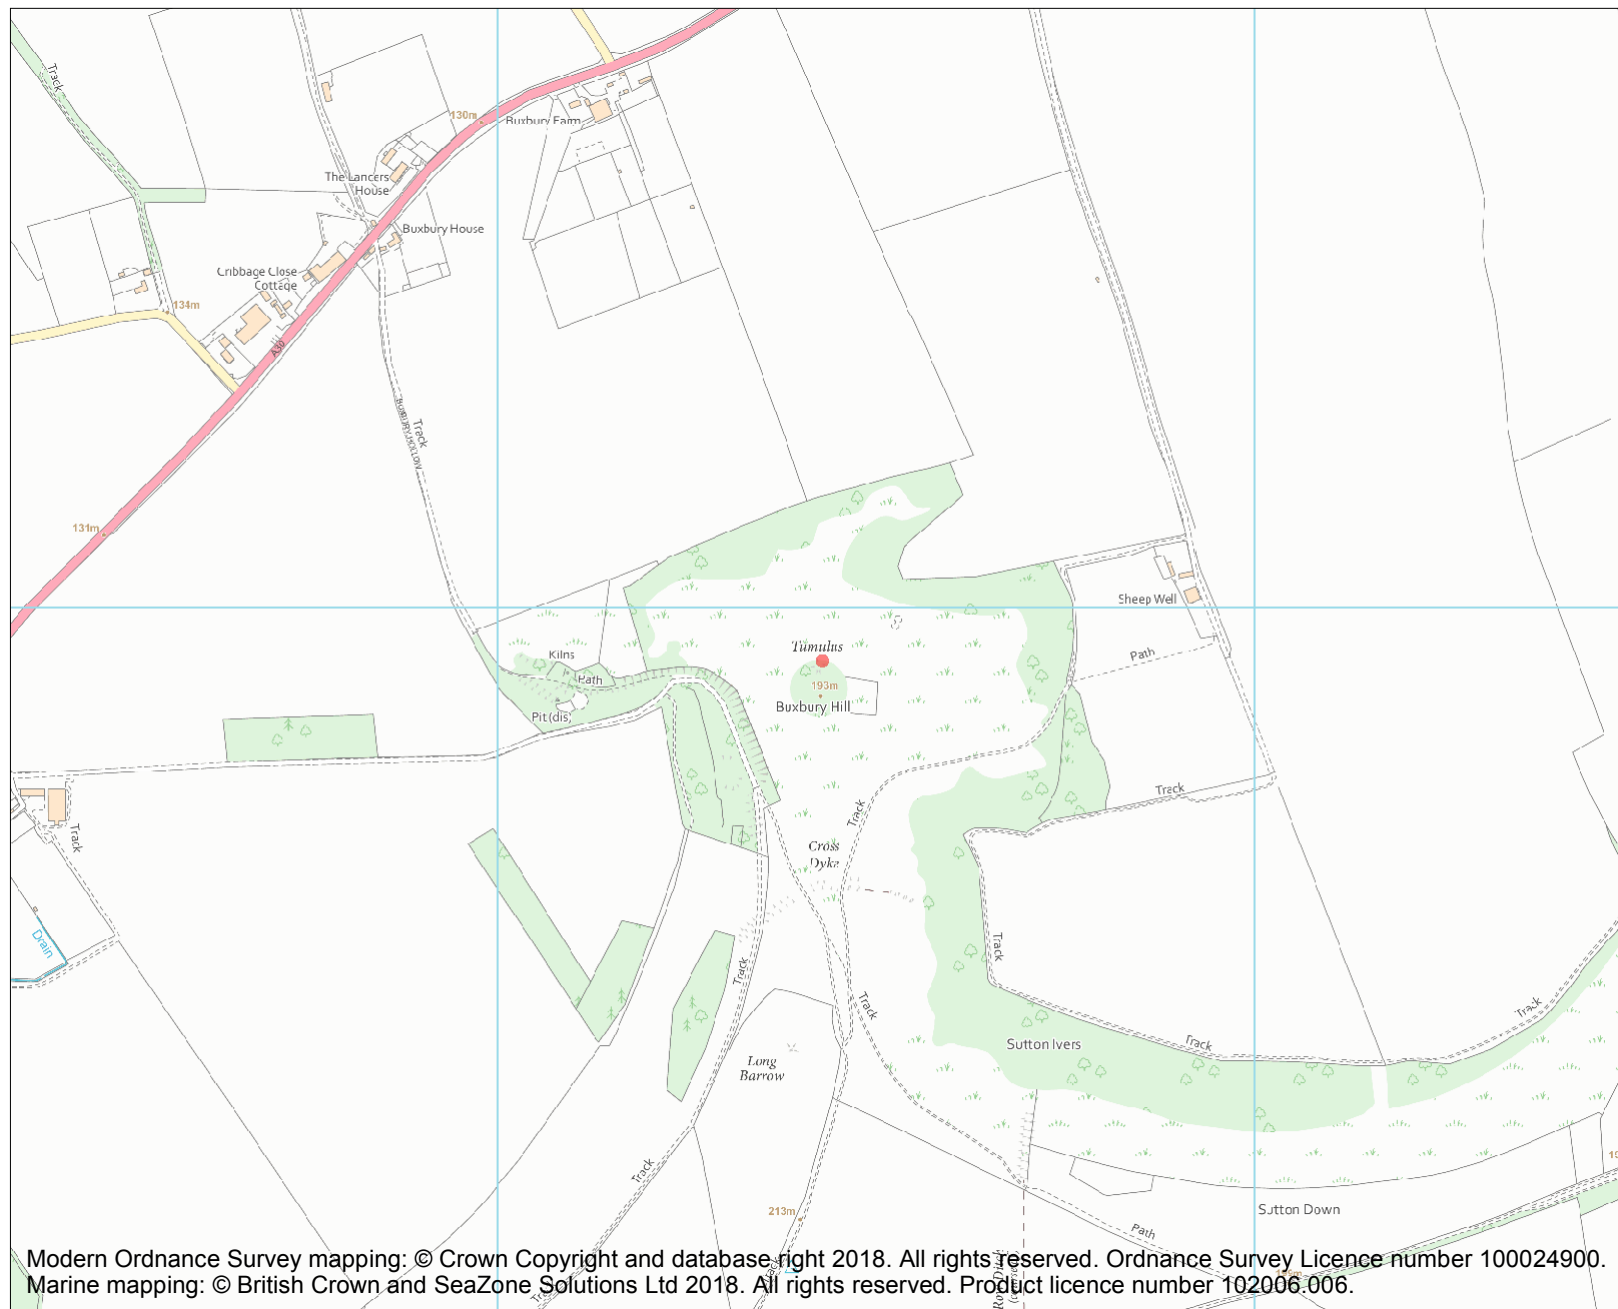 Track
130m
Buxbury Farm
The Lancers
House
Buxbury House
Cribbage Close
Cottage
134m
A30
Track
131m
Sheep Well
Kilns
Path
Tumulus
193m
Buxbury Hill
Path
Pit (dis)
Track
Track
Track
Cross
Dyke
Drain
Track
Track
Track
Track
Track
Sutton Ivers
Long
Barrow
Track
213m
Sutton Down
Path
Track
Modern Ordnance Survey mapping: © Crown Copyright and database right 2018. All rights reserved. Ordnance Survey Licence number 100024900.
Marine mapping: © British Crown and SeaZone Solutions Ltd 2018. All rights reserved. Product licence number 102006.006.